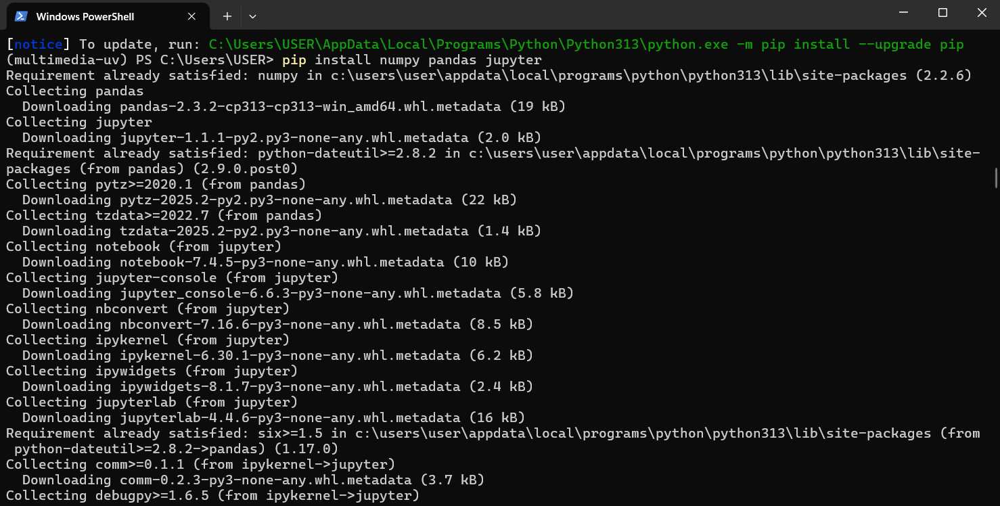 Windows PowerShell
[notice] To update, run: C:\Users\USER\AppData\Local\Programs\Python\Python313\python.exe -m pip install --upgrade pip
(multimedia-uv) PS C:\Users\USER> pip install numpy pandas jupyter
Requirement already satisfied: numpy in c:\users\user\appdata\local\programs\python\python313\lib\site-packages (2.2.6)
Collecting pandas
  Downloading pandas-2.3.2-cp313-cp313-win_amd64.whl.metadata (19 kB)
Collecting jupyter
  Downloading jupyter-1.1.1-py2.py3-none-any.whl.metadata (2.0 kB)
Requirement already satisfied: python-dateutil>=2.8.2 in c:\users\user\appdata\local\programs\python\python313\lib\site-
packages (from pandas) (2.9.0.post0)
Collecting pytz>=2020.1 (from pandas)
  Downloading pytz-2025.2-py2.py3-none-any.whl.metadata (22 kB)
Collecting tzdata>=2022.7 (from pandas)
  Downloading tzdata-2025.2-py2.py3-none-any.whl.metadata (1.4 kB)
Collecting notebook (from jupyter)
  Downloading notebook-7.4.5-py3-none-any.whl.metadata (10 kB)
Collecting jupyter-console (from jupyter)
  Downloading jupyter_console-6.6.3-py3-none-any.whl.metadata (5.8 kB)
Collecting nbconvert (from jupyter)
  Downloading nbconvert-7.16.6-py3-none-any.whl.metadata (8.5 kB)
Collecting ipykernel (from jupyter)
  Downloading ipykernel-6.30.1-py3-none-any.whl.metadata (6.2 kB)
Collecting ipywidgets (from jupyter)
  Downloading ipywidgets-8.1.7-py3-none-any.whl.metadata (2.4 kB)
Collecting jupyterlab (from jupyter)
  Downloading jupyterlab-4.4.6-py3-none-any.whl.metadata (16 kB)
Requirement already satisfied: six>=1.5 in c:\users\user\appdata\local\programs\python\python313\lib\site-packages (from
 python-dateutil>=2.8.2->pandas) (1.17.0)
Collecting comm>=0.1.1 (from ipykernel->jupyter)
  Downloading comm-0.2.3-py3-none-any.whl.metadata (3.7 kB)
Collecting debugpy>=1.6.5 (from ipykernel->jupyter)